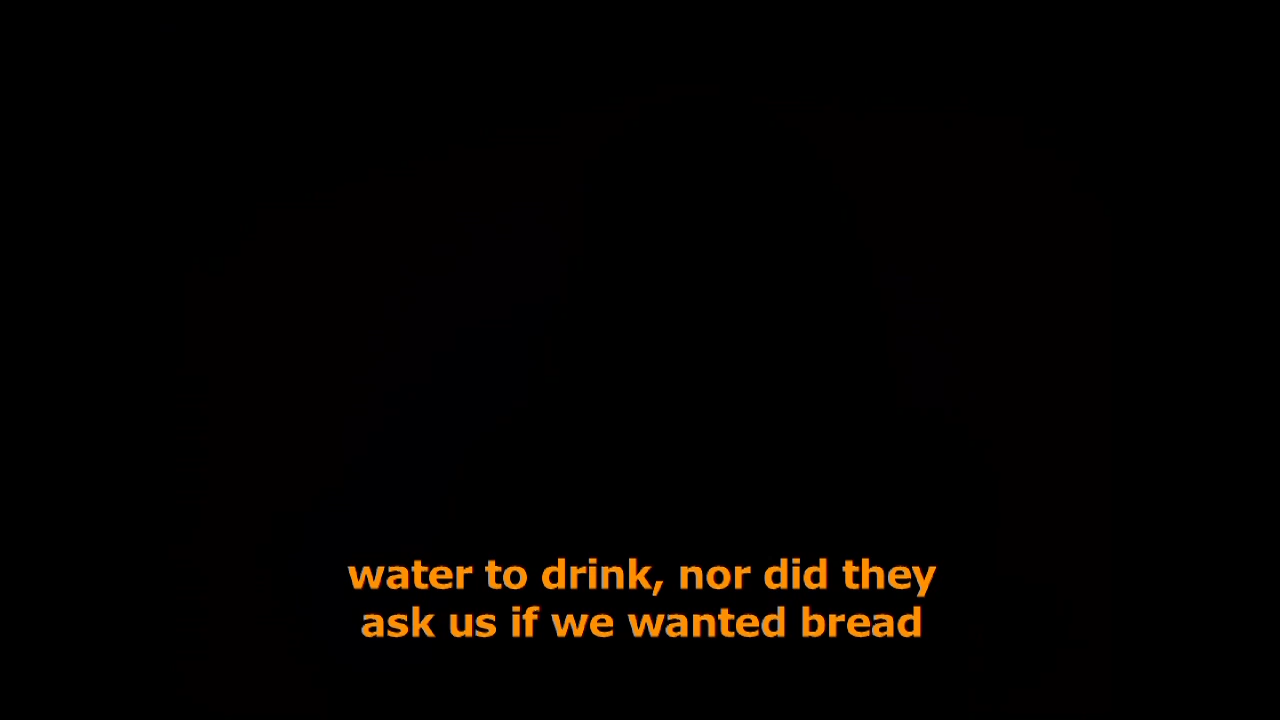 water to drink, nor did they
ask us if we wanted bread